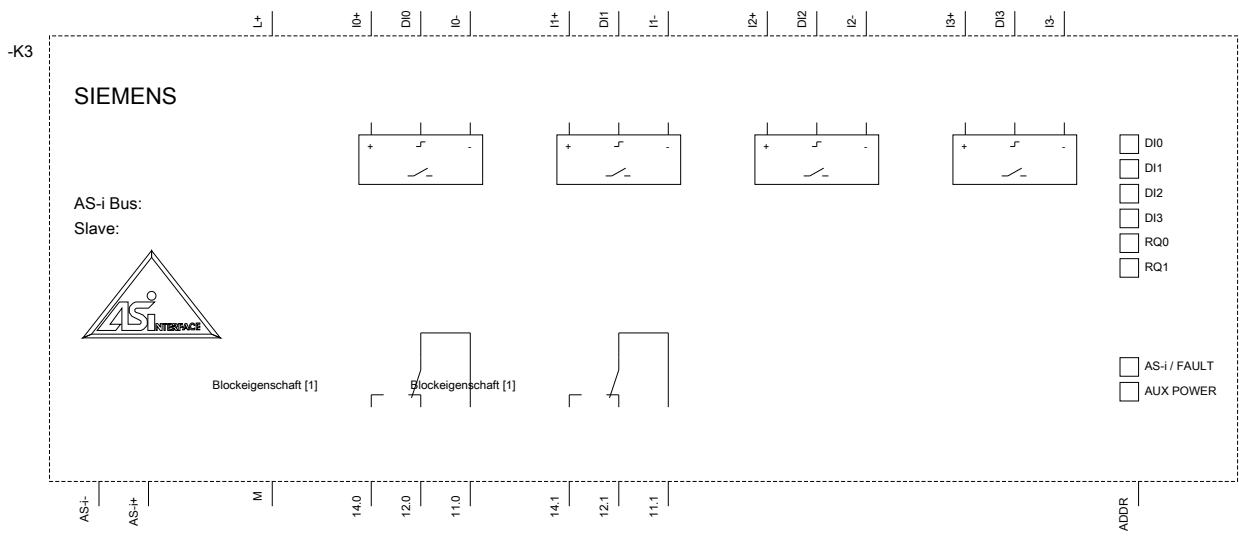 L+ I0+ DI0 I0- I1+ DI1 I1- I2+ DI2 I2- I3+ DI3 I3-
-K3
SIEMENS
+ - + - + - + -
DI0
DI1
DI2
DI3
RQ0
RQ1
AS-i Bus:
Slave:
ASi INTERFACE
Blockeigenschaft [1] Blockeigenschaft [1]
AS-i / FAULT
AUX POWER
AS-i- AS-i+ M 14.0 12.0 11.0 14.1 12.1 11.1 ADDR